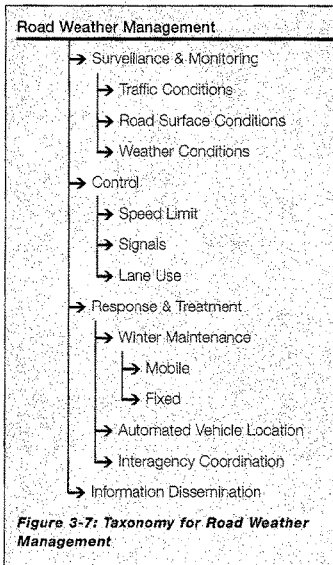 Road Weather Management
Surveillance & Monitoring
Traffic Conditions
Road Surface Conditions
Weather Conditions
Control
Speed Limit
Signals
Lane Use
Response & Treatment
Winter Maintenance
Mobile
Fixed
Automated Vehicle Location
Interagency Coordination
Information Dissemination
Figure 3-7: Taxonomy for Road Weather
Management